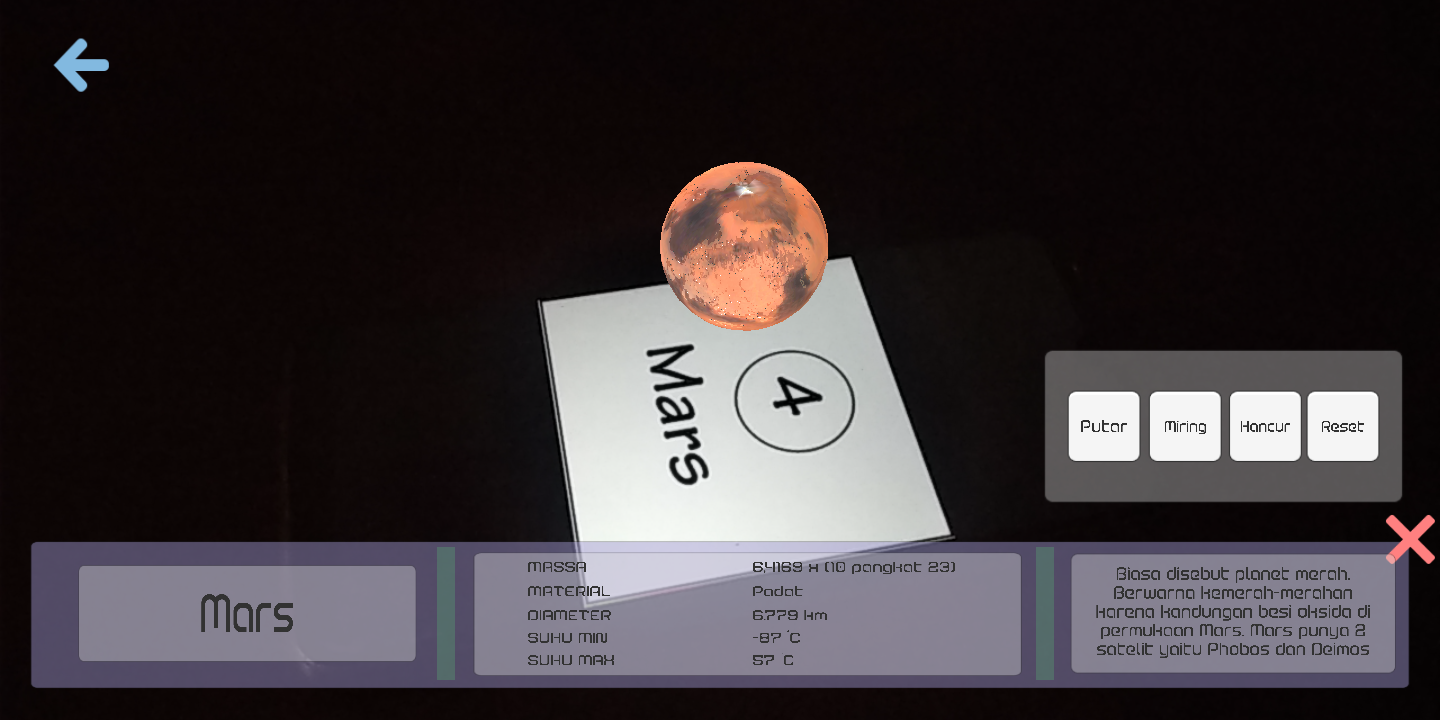 4
Mars
Putar
Miring
Hancur
Reset
Mars
MASSA 6,4169 x (10 pangkat 23)
MATERIAL Padat
DIAMETER 6.779 km
SUHU MIN -87 °C
SUHU MAX 57 °C
Biasa disebut planet merah.
Berwarna kemerah-merahan
karena kandungan besi oksida di
permukaan Mars. Mars punya 2
satelit yaitu Phobos dan Deimos